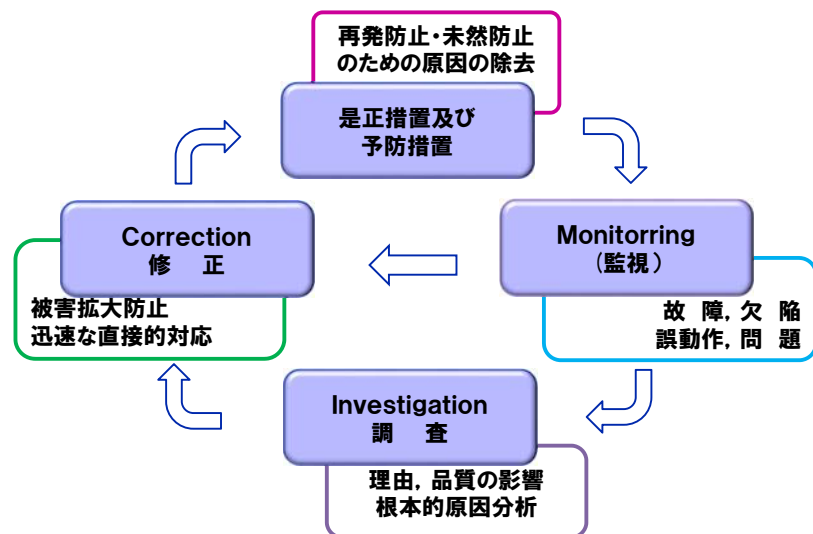 再発防止・未然防止
のための原因の除去
是正措置及び
予防措置
Correction
修　正
被害拡大防止
迅速な直接的対応
Monitorring
(監視)
故 障, 欠 陥
誤動作, 問 題
Investigation
調　査
理由, 品質の影響
根本的原因分析